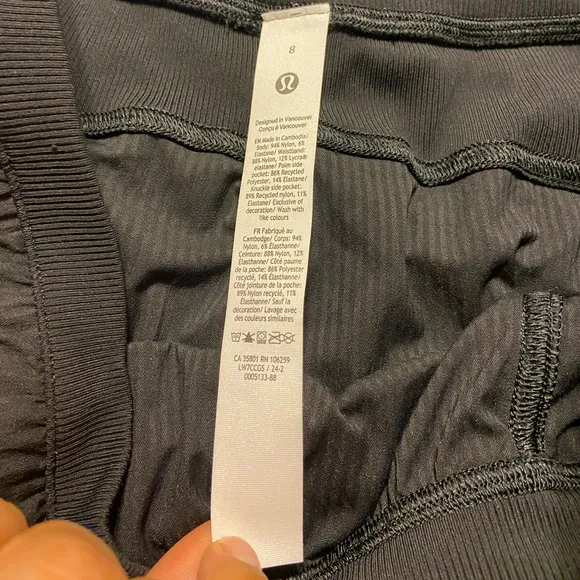 8
Designed in Vancouver
Conçu à Vancouver
EN Made in Cambodia/
Body: 94% Nylon, 6%
Elastane/ Waistband:
88% Nylon, 12% Lycra®
elastane/ Palm side
pocket: 86% Recycled
Polyester, 14% Elastane/
Knuckle side pocket:
89% Recycled nylon, 11%
Elastane/ Exclusive of
decoration/ Wash with
like colours
FR Fabriqué au
Cambodge/ Corps: 94%
Nylon, 6% Élasthanne/
Ceinture: 88% Nylon, 12%
Élasthanne/ Côté paume
de la poche: 86% Polyester
recyclé, 14% Élasthanne/
Côté jointure de la poche:
89% Nylon recyclé, 11%
Élasthanne/ Sauf la
décoration/ Lavage avec
des couleurs similaires
CA 35801 RN 106259
LW7CCGS / 24-2
0005133-88